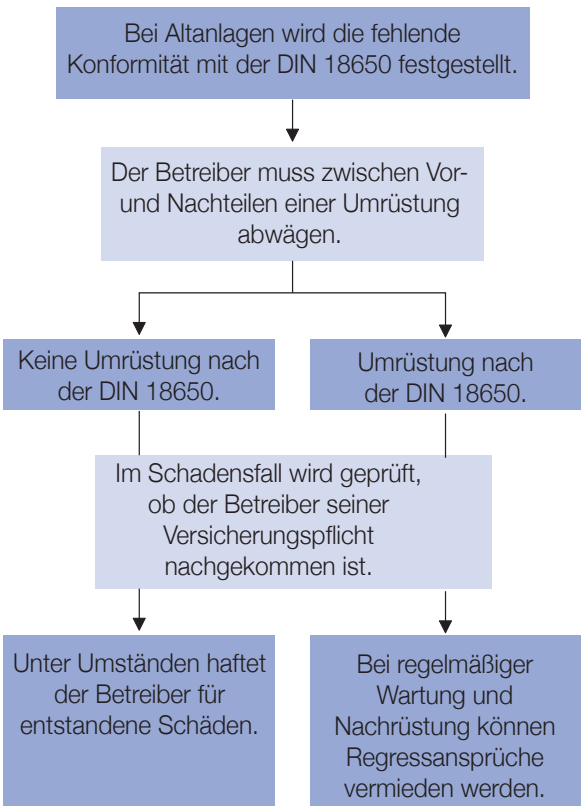 Bei Altanlagen wird die fehlende
Konformität mit der DIN 18650 festgestellt.
Der Betreiber muss zwischen Vor-
und Nachteilen einer Umrüstung
abwägen.
Keine Umrüstung nach
der DIN 18650.
Umrüstung nach
der DIN 18650.
Im Schadensfall wird geprüft,
ob der Betreiber seiner
Versicherungspflicht
nachgekommen ist.
Unter Umständen haftet
der Betreiber für
entstandene Schäden.
Bei regelmäßiger
Wartung und
Nachrüstung können
Regressansprüche
vermieden werden.